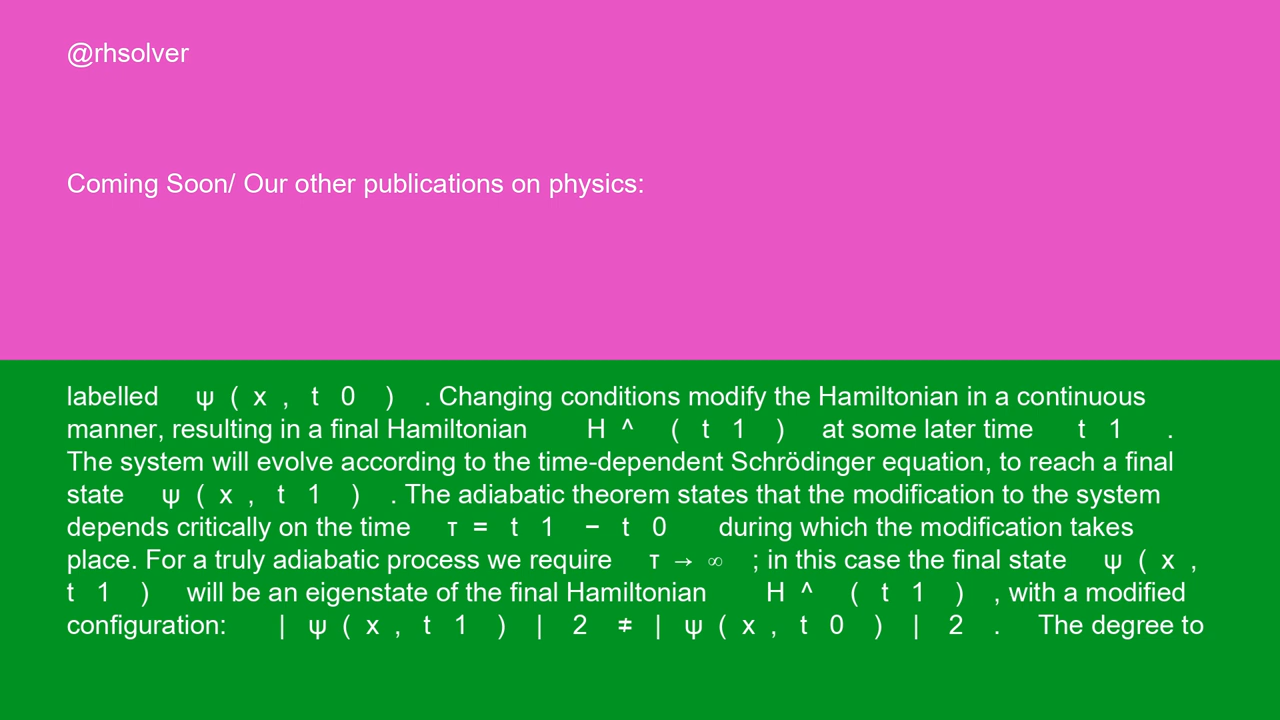 @rhsolver
Coming Soon/ Our other publications on physics:
labelled ψ ( x , t 0 ) . Changing conditions modify the Hamiltonian in a continuous
manner, resulting in a final Hamiltonian H ^ ( t 1 ) at some later time t 1 .
The system will evolve according to the time-dependent Schrödinger equation, to reach a final
state ψ ( x , t 1 ) . The adiabatic theorem states that the modification to the system
depends critically on the time τ = t 1 − t 0 during which the modification takes
place. For a truly adiabatic process we require τ → ∞ ; in this case the final state ψ ( x ,
t 1 ) will be an eigenstate of the final Hamiltonian H ^ ( t 1 ) , with a modified
configuration: | ψ ( x , t 1 ) | 2 ≠ | ψ ( x , t 0 ) | 2 . The degree to